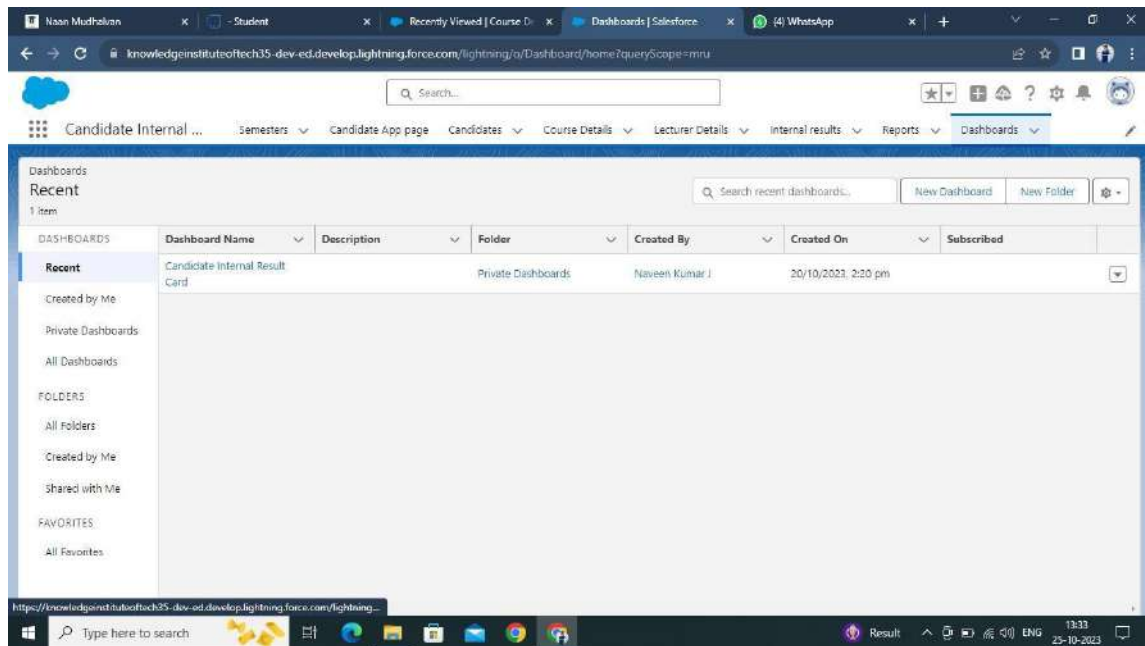 Naan Mudhalvan
- Student
Recently Viewed | Course D
Dashboards | Salesforce
(4) WhatsApp
knowledgeinstituteoftech35-dev-ed.develop.lightning.force.com/lightning/o/Dashboard/home?queryScope=mru
Search...
Candidate Internal ...
Semesters
Candidate App page
Candidates
Course Details
Lecturer Details
Internal results
Reports
Dashboards
Dashboards
Recent
1 item
Search recent dashboards...
New Dashboard
New Folder
DASHBOARDS
Dashboard Name
Description
Folder
Created By
Created On
Subscribed
Recent
Candidate Internal Result
Card
Private Dashboards
Naveen Kumar J
20/10/2023, 2:20 pm
Created by Me
Private Dashboards
All Dashboards
FOLDERS
All Folders
Created by Me
Shared with Me
FAVORITES
All Favorites
https://knowledgeinstituteoftech35-dev-ed.develop.lightning.force.com/lightning...
Type here to search
Result
ENG
13:33
25-10-2023